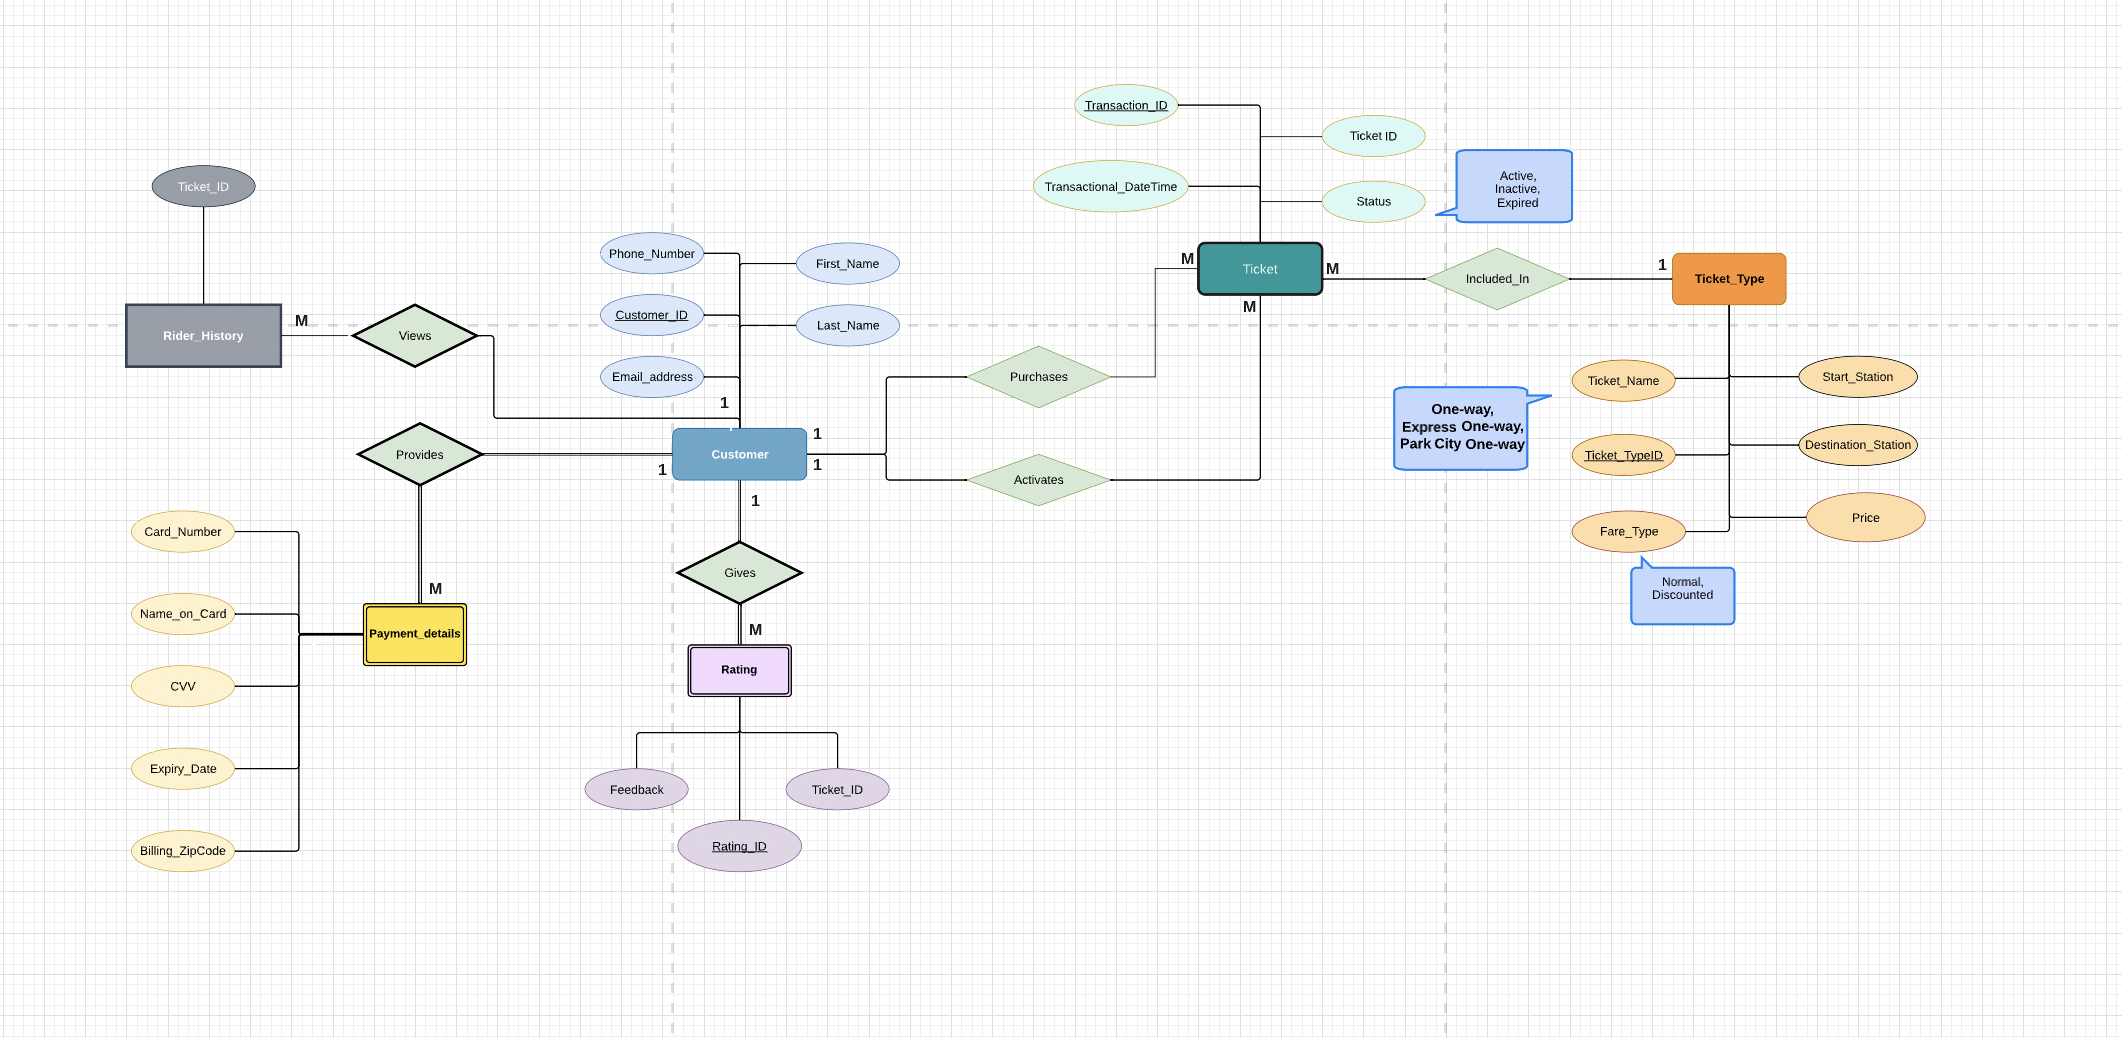 Transaction_ID
Ticket ID
Transactional_DateTime
Status
Active,
Inactive,
Expired
Ticket_ID
Phone_Number
First_Name
Customer_ID
Last_Name
Email_address
Rider_History
M
Views
1
Provides
1
Customer
1
1
1
Purchases
Activates
M
Ticket
M
M
Included_In
1
Ticket_Type
One-way,
Express One-way,
Park City One-way
Ticket_Name
Start_Station
Ticket_TypeID
Destination_Station
Fare_Type
Price
Normal,
Discounted
Card_Number
Name_on_Card
CVV
Expiry_Date
Billing_ZipCode
M
Payment_details
Gives
M
Rating
Feedback
Ticket_ID
Rating_ID